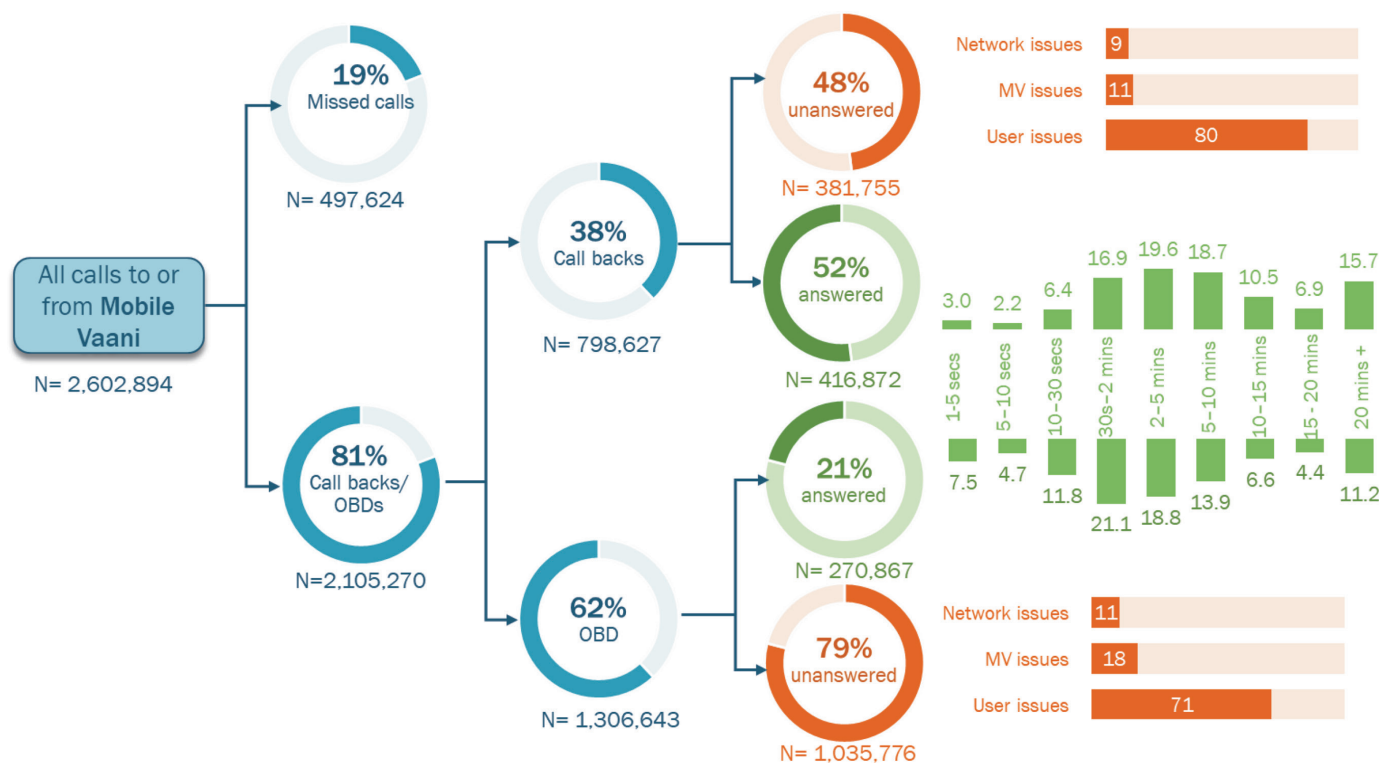 All calls to or
from Mobile
Vaani
N= 2,602,894
19%
Missed calls
N= 497,624
81%
Call backs/
OBDs
N=2,105,270
38%
Call backs
N= 798,627
62%
OBD
N= 1,306,643
48%
unanswered
N= 381,755
52%
answered
N= 416,872
21%
answered
N= 270,867
79%
unanswered
N= 1,035,776
Network issues 9
MV issues 11
User issues 80
3.0 2.2 6.4 16.9 19.6 18.7 10.5 6.9 15.7
1-5 secs
5–10 secs
10–30 secs
30s–2 mins
2–5 mins
5–10 mins
10–15 mins
15 - 20 mins
20 mins +
7.5 4.7 11.8 21.1 18.8 13.9 6.6 4.4 11.2
Network issues 11
MV issues 18
User issues 71